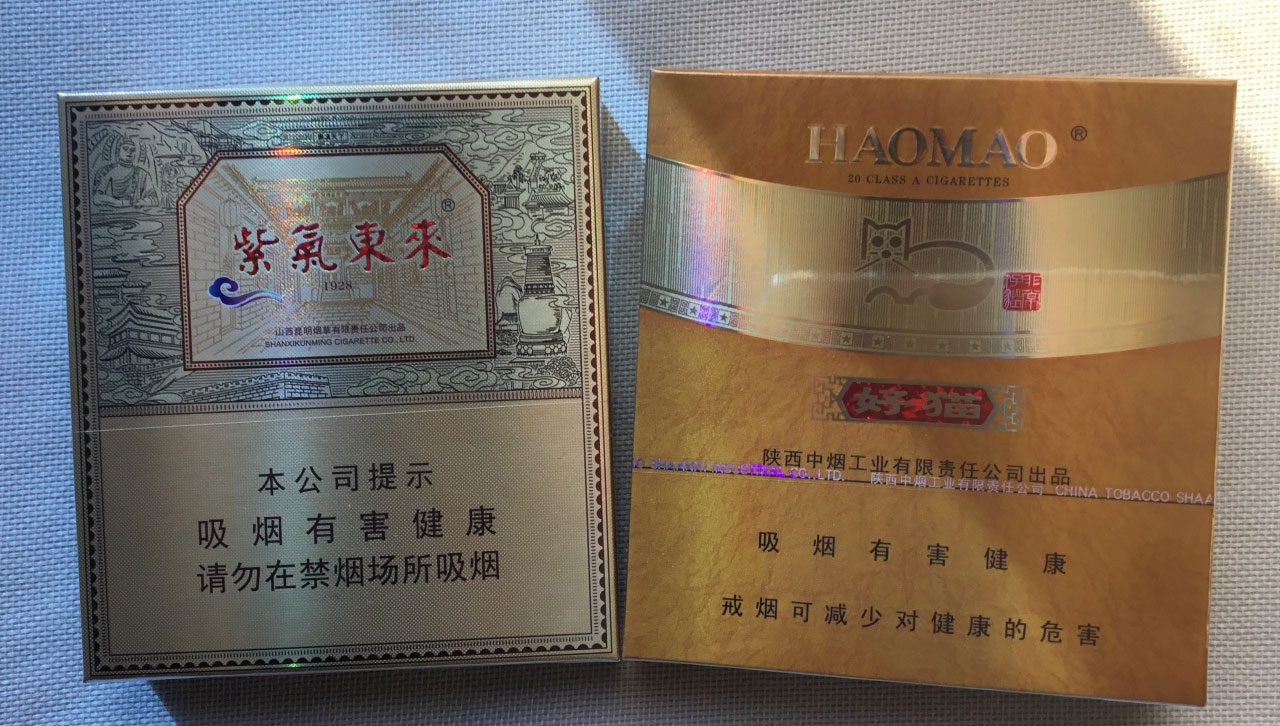 紫氣東來®
1928
山西昆明烟草有限责任公司出品
SHANXIKUNMING CIGARETTE CO., LTD
本公司提示
吸烟有害健康
请勿在禁烟场所吸烟
HAOMAO®
20 CLASS A CIGARETTES
好猫
陕西中烟工业有限责任公司出品
INDUSTRIAL CO., LTD. 陕西中烟工业有限责任公司 CHINA TOBACCO SHAA
吸烟有害健康
戒烟可减少对健康的危害